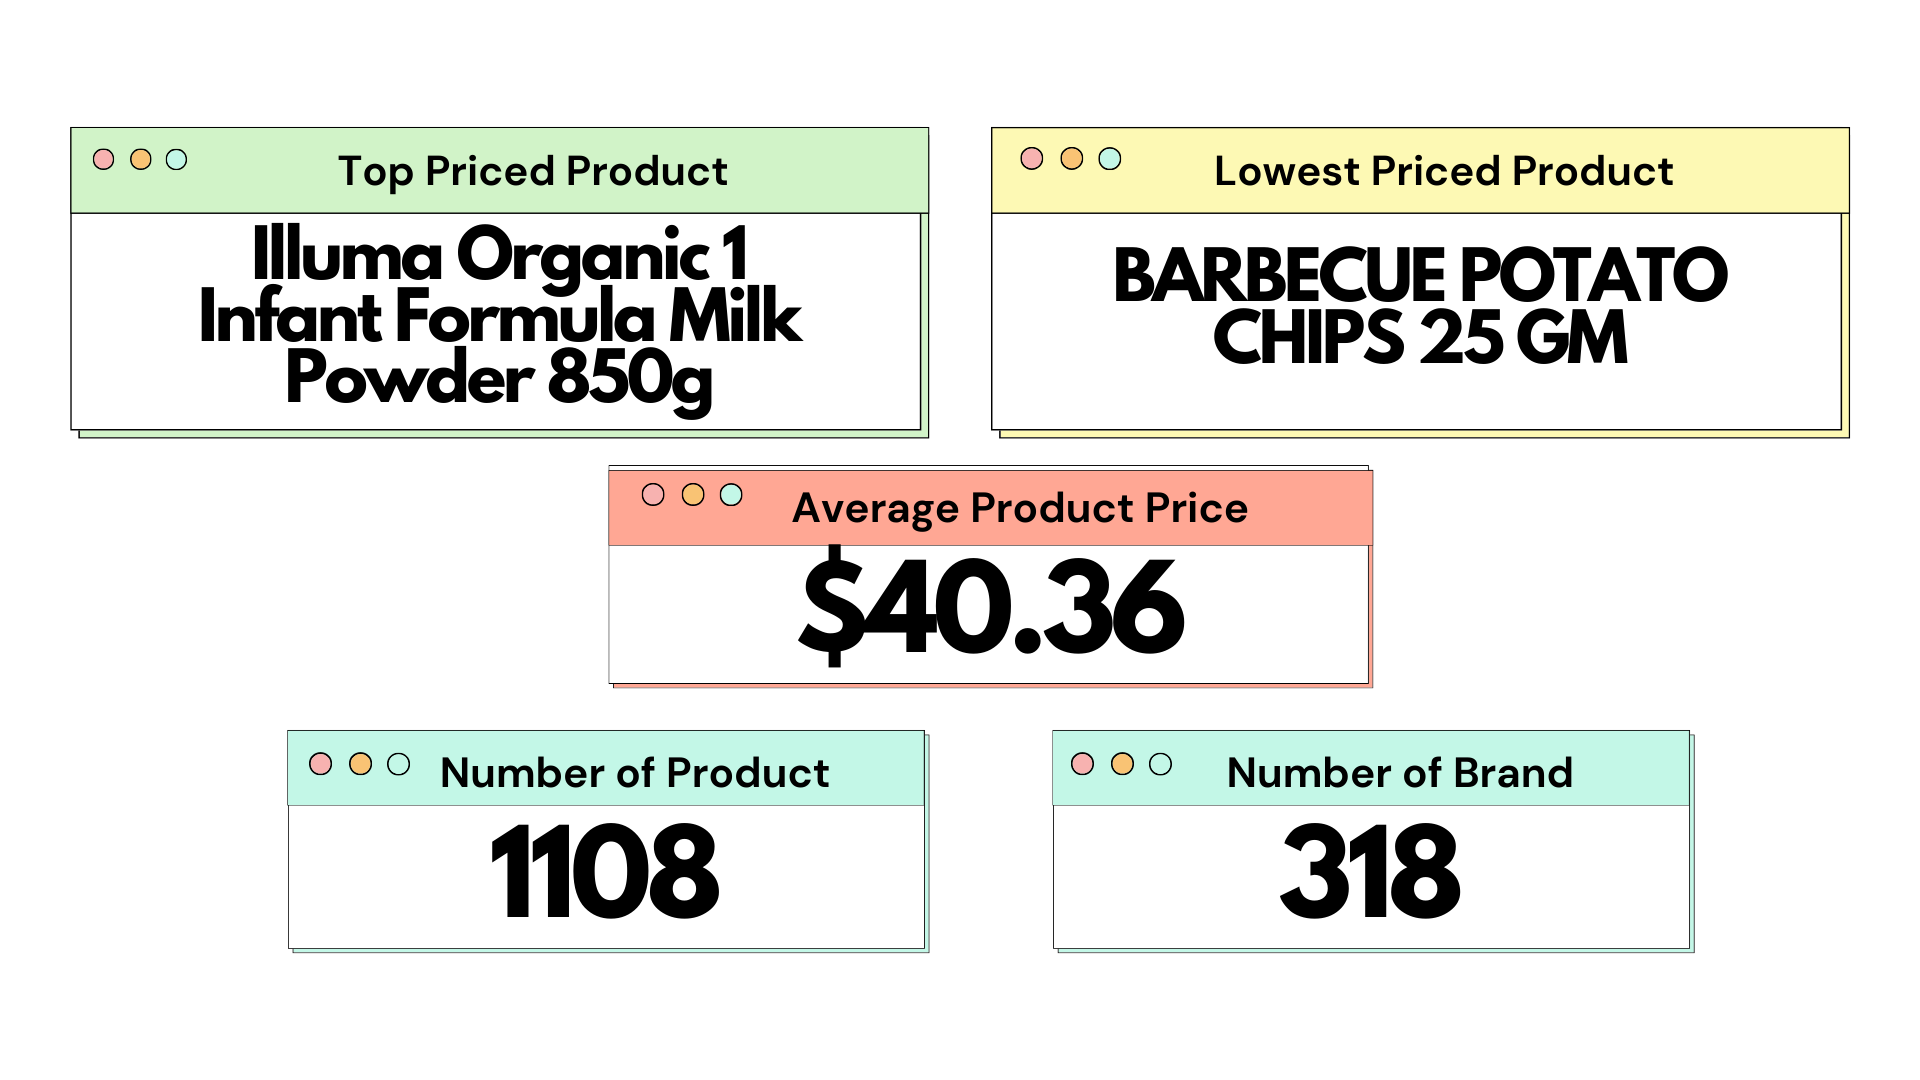 Top Priced Product
Illuma Organic 1
Infant Formula Milk
Powder 850g
Lowest Priced Product
BARBECUE POTATO
CHIPS 25 GM
Average Product Price
$40.36
Number of Product
1108
Number of Brand
318